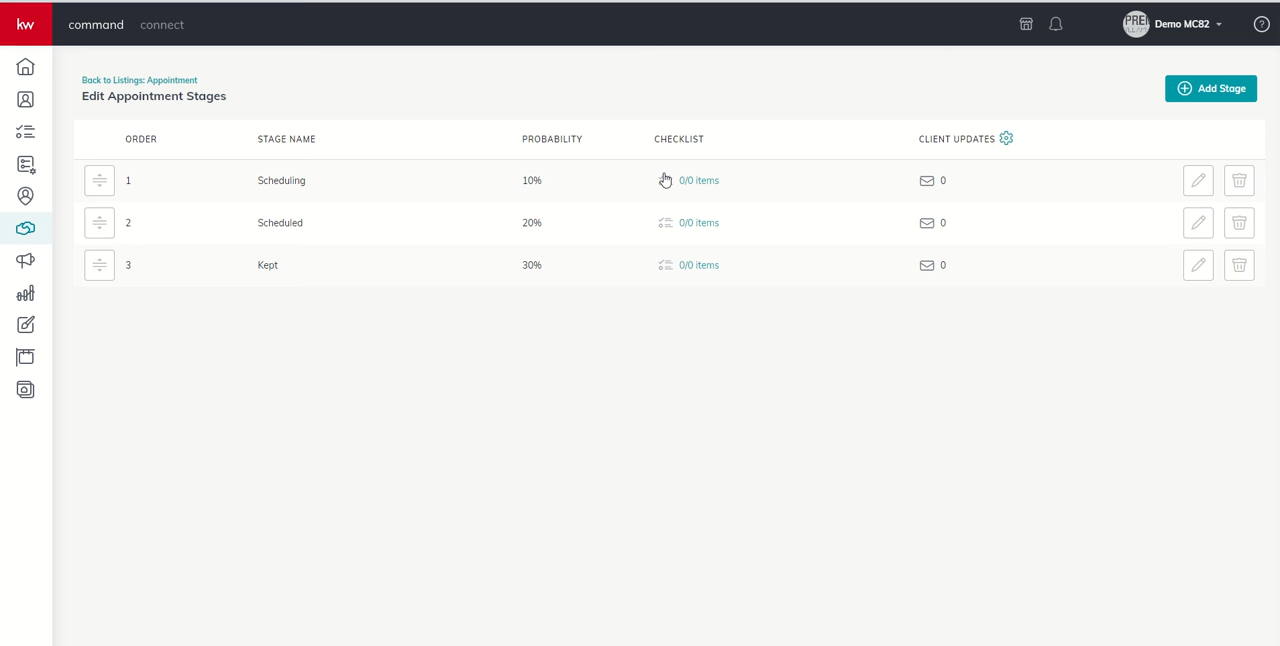 kw command connect Demo MC82
Back to Listings: Appointment
Edit Appointment Stages
Add Stage
ORDER STAGE NAME PROBABILITY CHECKLIST CLIENT UPDATES
1 Scheduling 10% 0/0 items 0
2 Scheduled 20% 0/0 items 0
3 Kept 30% 0/0 items 0